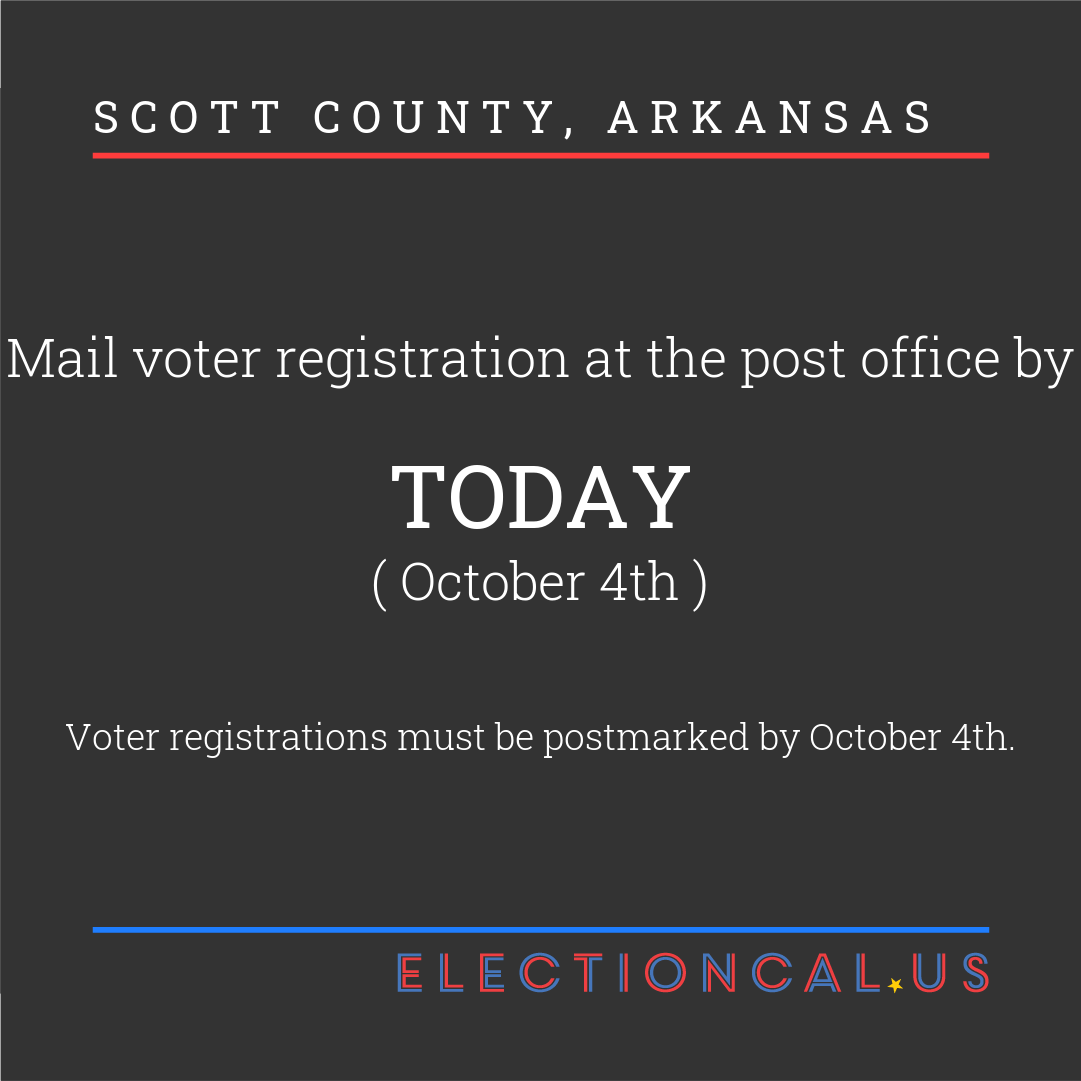 SCOTT COUNTY, ARKANSAS
Mail voter registration at the post office by
TODAY
( October 4th )
Voter registrations must be postmarked by October 4th.
ELECTIONCAL.US